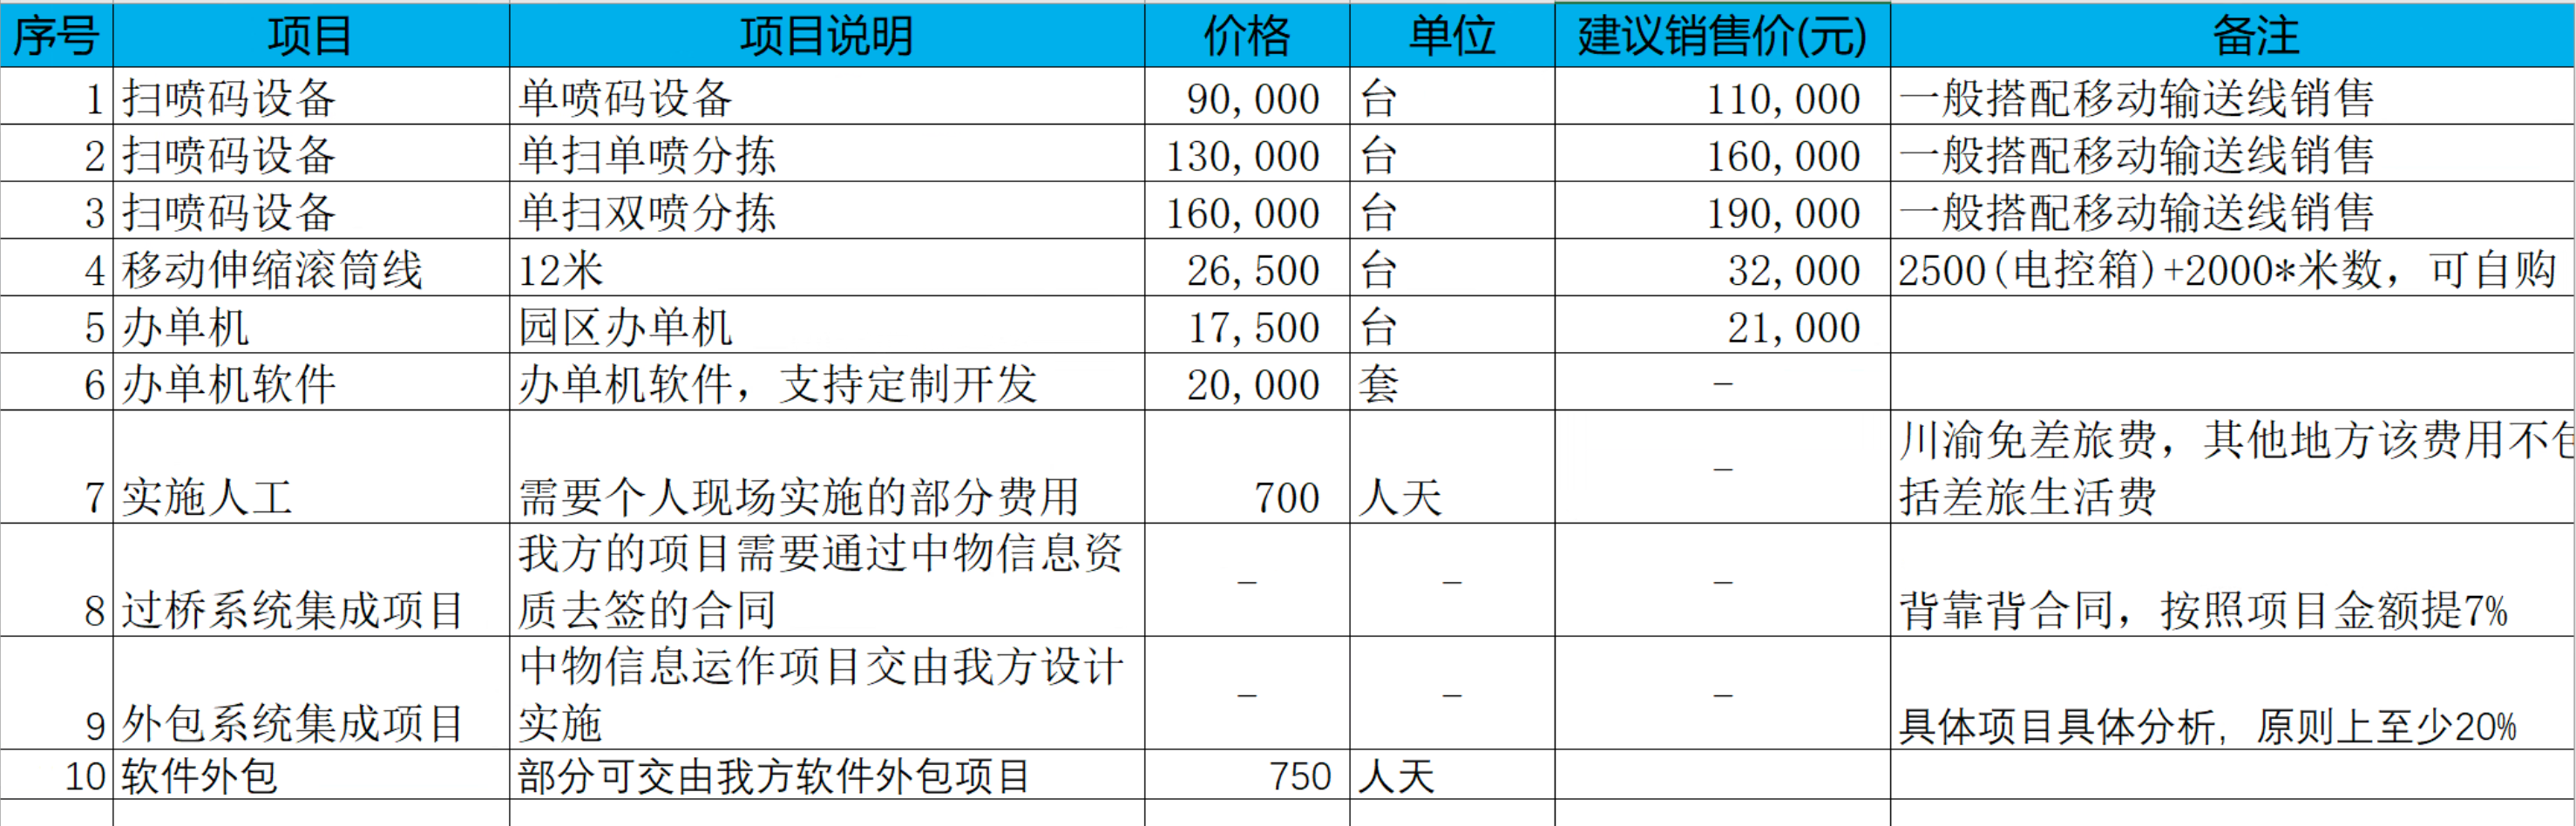 序号 项目 项目说明 价格 单位 建议销售价(元) 备注
1 扫喷码设备 单喷码设备 90,000 台 110,000 一般搭配移动输送线销售
2 扫喷码设备 单扫单喷分拣 130,000 台 160,000 一般搭配移动输送线销售
3 扫喷码设备 单扫双喷分拣 160,000 台 190,000 一般搭配移动输送线销售
4 移动伸缩滚筒线 12米 26,500 台 32,000 2500(电控箱)+2000*米数，可自购
5 办单机 园区办单机 17,500 台 21,000
6 办单机软件 办单机软件，支持定制开发 20,000 套 -
川渝免差旅费，其他地方该费用不包
7 实施人工 需要个人现场实施的部分费用 700 人天 - 括差旅生活费
我方的项目需要通过中物信息资
8 过桥系统集成项目 质去签的合同 - - - 背靠背合同，按照项目金额提7%
中物信息运作项目交由我方设计
9 外包系统集成项目 实施 - - - 具体项目具体分析，原则上至少20%
10 软件外包 部分可交由我方软件外包项目 750 人天